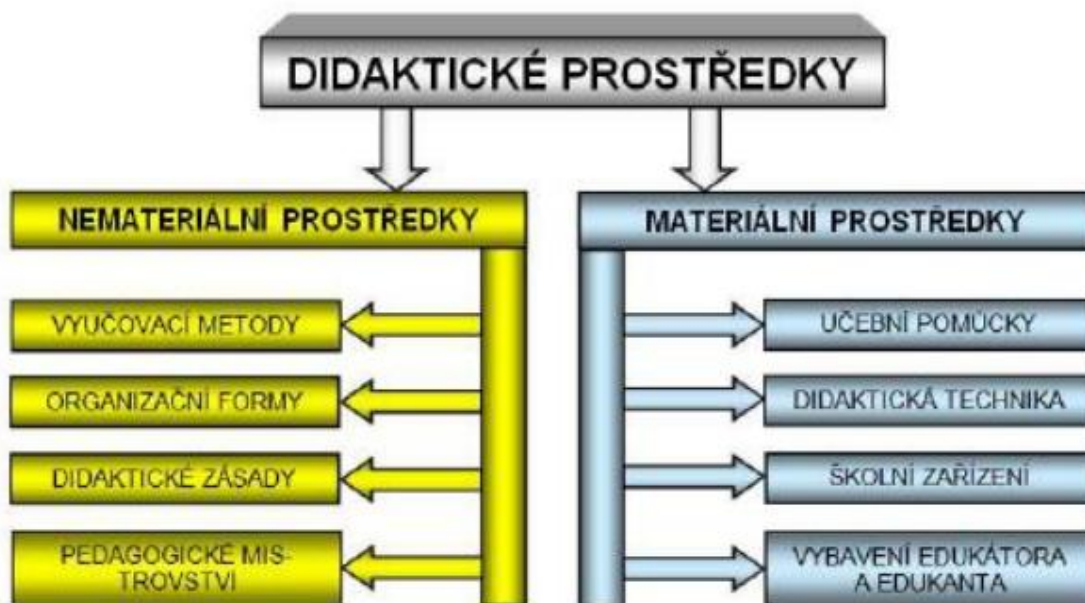 DIDAKTICKÉ PROSTŘEDKY
NEMATERIÁLNÍ PROSTŘEDKY
VYUČOVACÍ METODY
ORGANIZAČNÍ FORMY
DIDAKTICKÉ ZÁSADY
PEDAGOGICKÉ MIS-
TROVSTVÍ
MATERIÁLNÍ PROSTŘEDKY
UČEBNÍ POMŮCKY
DIDAKTICKÁ TECHNIKA
ŠKOLNÍ ZAŘÍZENÍ
VYBAVENÍ EDUKÁTORA
A EDUKANTA